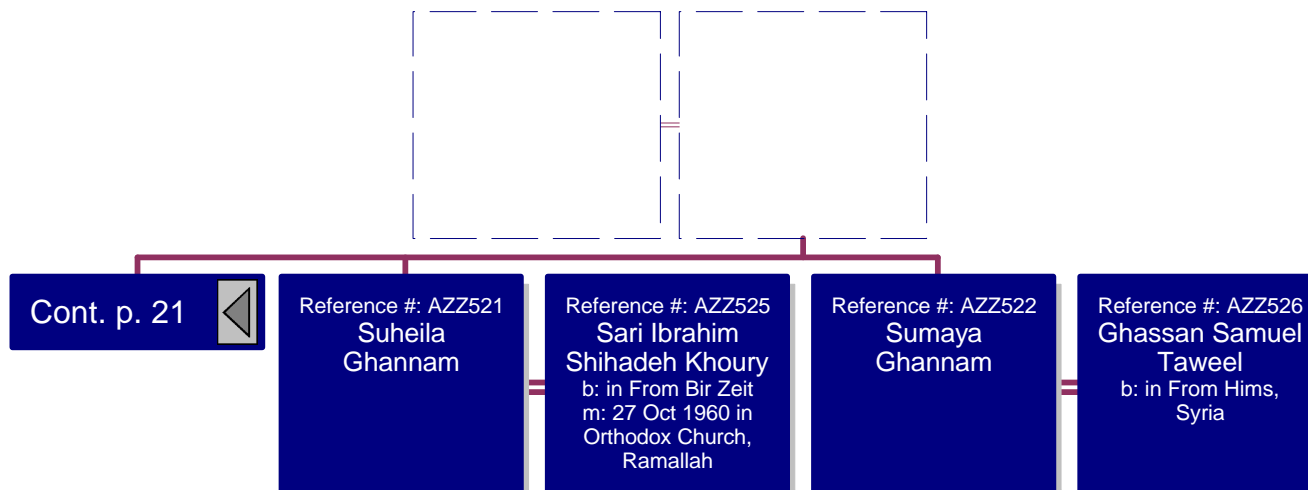 Cont. p. 21
Reference #: AZZ521
Suheila
Ghannam
Reference #: AZZ525
Sari Ibrahim
Shihadeh Khoury
b: in From Bir Zeit
m: 27 Oct 1960 in
Orthodox Church,
Ramallah
Reference #: AZZ522
Sumaya
Ghannam
Reference #: AZZ526
Ghassan Samuel
Taweel
b: in From Hims,
Syria